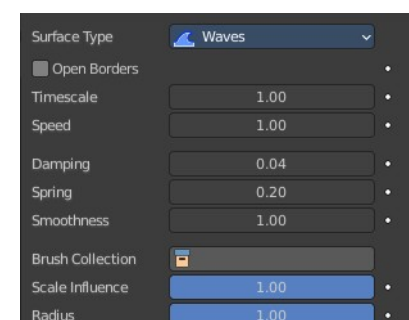 Surface Type Waves
Open Borders
Timescale 1.00
Speed 1.00
Damping 0.04
Spring 0.20
Smoothness 1.00
Brush Collection
Scale Influence 1.00
Radius 1.00